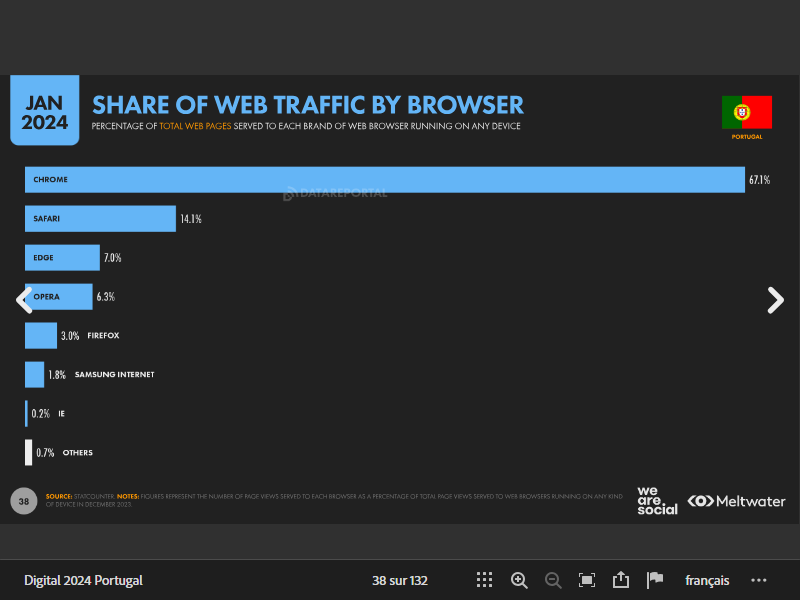 JAN
2024
SHARE OF WEB TRAFFIC BY BROWSER
PERCENTAGE OF TOTAL WEB PAGES SERVED TO EACH BRAND OF WEB BROWSER RUNNING ON ANY DEVICE
PORTUGAL
CHROME 67.1%
DATAREPORTAL
SAFARI 14.1%
EDGE 7.0%
OPERA 6.3%
3.0% FIREFOX
1.8% SAMSUNG INTERNET
0.2% IE
0.7% OTHERS
38
SOURCE: STATCOUNTER. NOTES: FIGURES REPRESENT THE NUMBER OF PAGE VIEWS SERVED TO EACH BROWSER AS A PERCENTAGE OF TOTAL PAGE VIEWS SERVED TO WEB BROWSERS RUNNING ON ANY KIND
OF DEVICE IN DECEMBER 2023.
we
are
social
Meltwater
Digital 2024 Portugal
38 sur 132
français